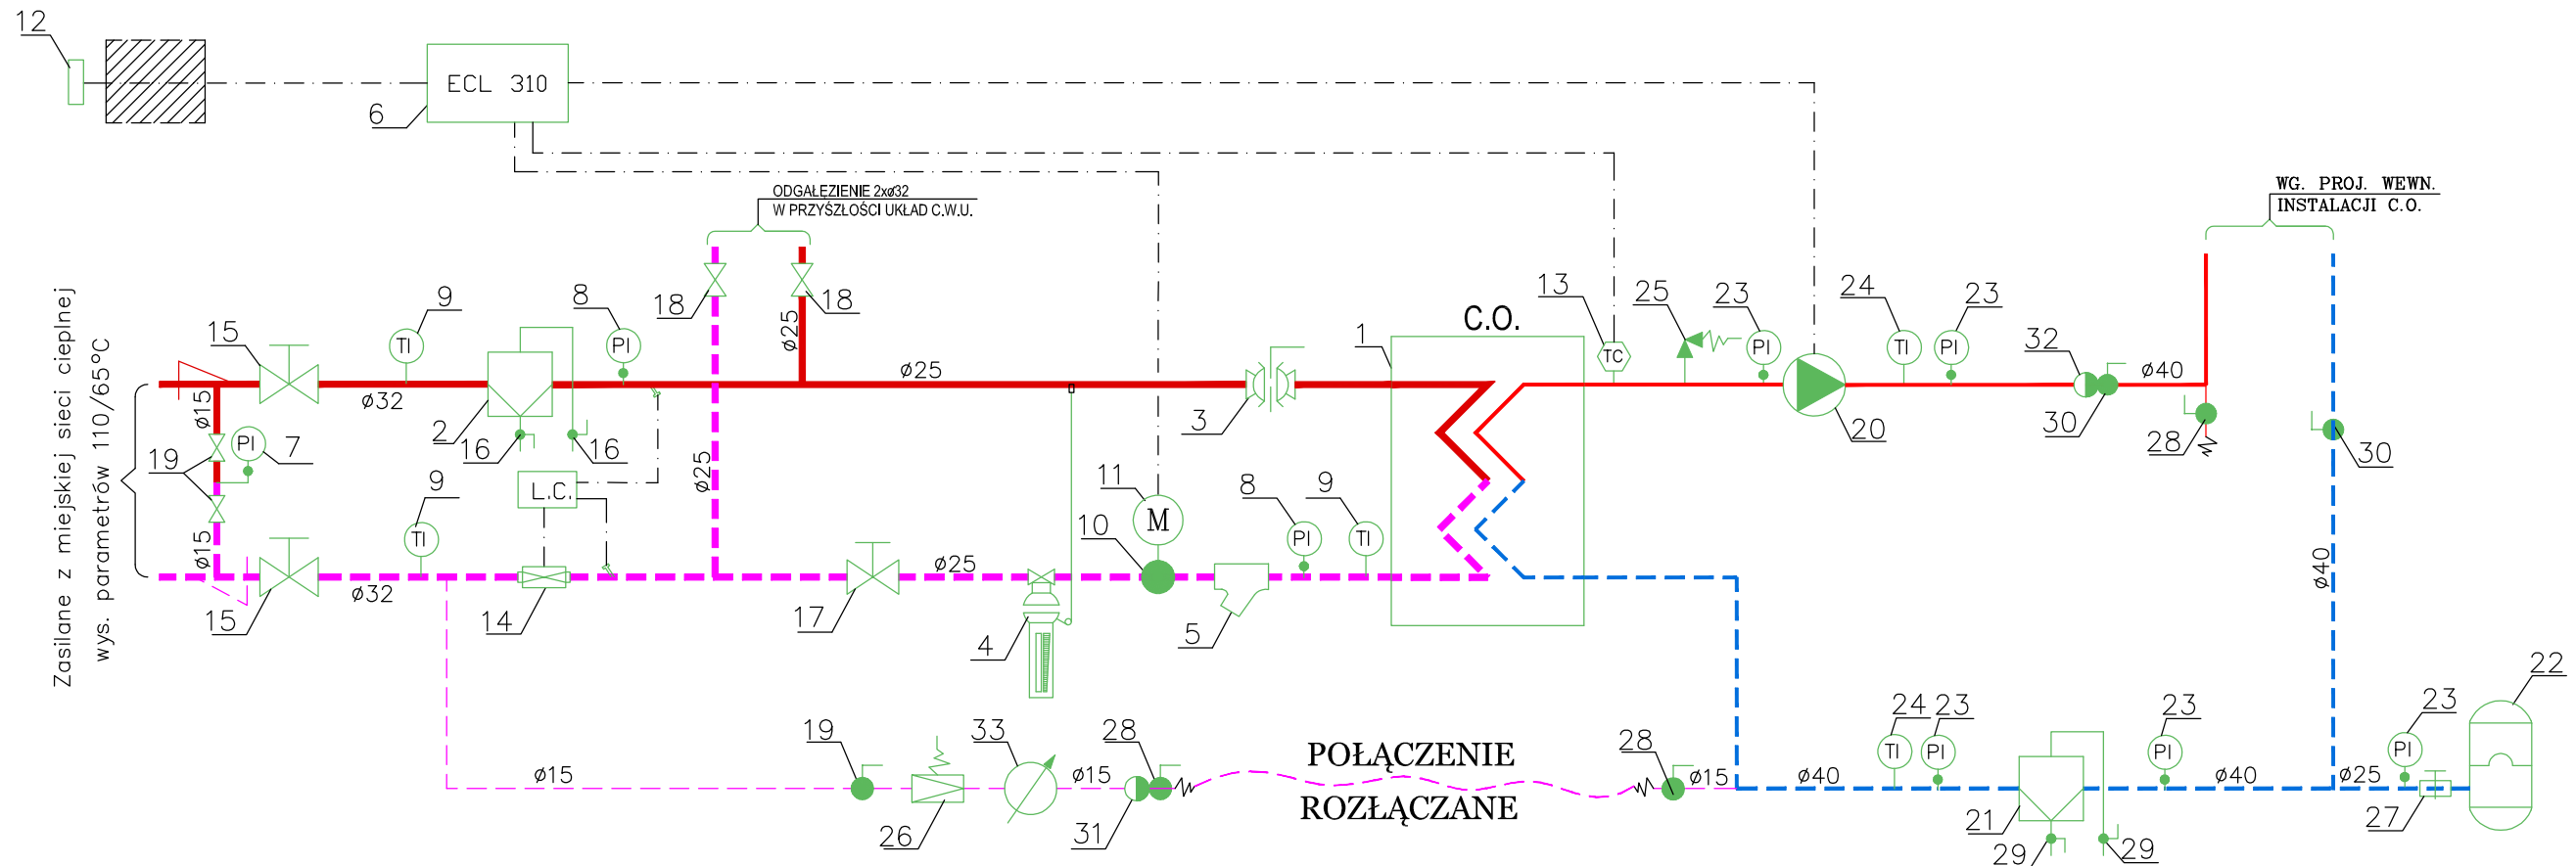 12
ECL 310
6
ODGAŁĘZIENIE 2xø32
W PRZYŚZŁOŚCI UKŁAD C.W.U.
WG. PROJ. WEWN.
INSTALACJI C.O.
Zasilane z miejskiej sieci cieplnej
wys. parametrów 110/65°C
15
9
TI
8
PI
18
18
ø25
13
TC
25
23
PI
24
TI
23
PI
32
C.O.
1
ø15
ø32
2
16
16
ø25
3
20
30
ø40
28
30
19
PI
7
9
TI
L.C.
ø25
11
M
10
8
PI
9
TI
ø15
15
ø32
14
17
ø25
4
5
ø40
22
19
33
28
POŁĄCZENIE
ROZŁĄCZANE
28
24
TI
23
PI
23
PI
23
PI
ø15
26
ø15
31
ø15
ø40
21
29
29
ø40
ø25
27